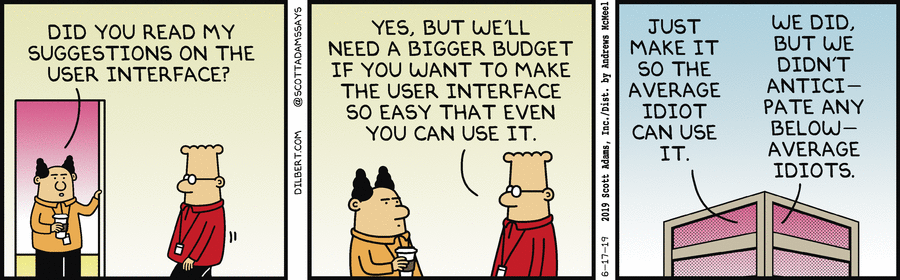 DID YOU READ MY
SUGGESTIONS ON THE
USER INTERFACE?
DILBERT.COM @SCOTTADAMSSAYS
YES, BUT WE'LL
NEED A BIGGER BUDGET
IF YOU WANT TO MAKE
THE USER INTERFACE
SO EASY THAT EVEN
YOU CAN USE IT.
6-17-19 2019 Scott Adams, Inc./Dist. by Andrews McMeel
JUST
MAKE IT
SO THE
AVERAGE
IDIOT
CAN USE
IT.
WE DID,
BUT WE
DIDN'T
ANTICI-
PATE ANY
BELOW-
AVERAGE
IDIOTS.